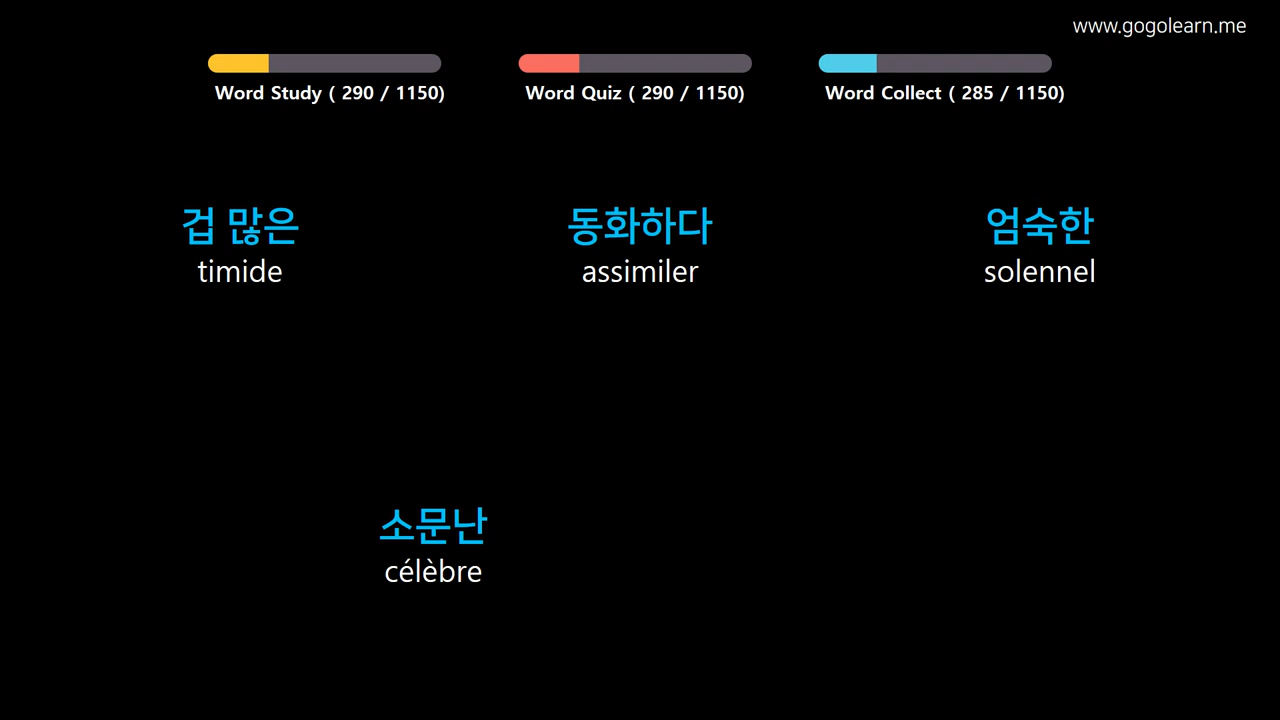 www.gogolearn.me
Word Study ( 290 / 1150)
Word Quiz ( 290 / 1150)
Word Collect ( 285 / 1150)
겁 많은
timide
동화하다
assimiler
엄숙한
solennel
소문난
célèbre